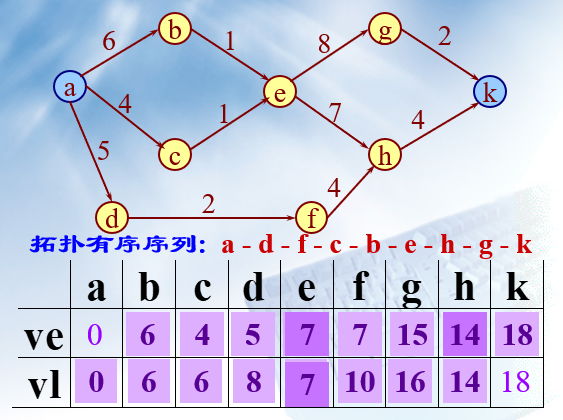 6 b 1 8 g 2
a 4 1 e 7 4 k
5 c h
d 2 f 4
拓扑有序序列: a - d - f - c - b - e - h - g - k
a b c d e f g h k
ve 0 6 4 5 7 7 15 14 18
vl 0 6 6 8 7 10 16 14 18